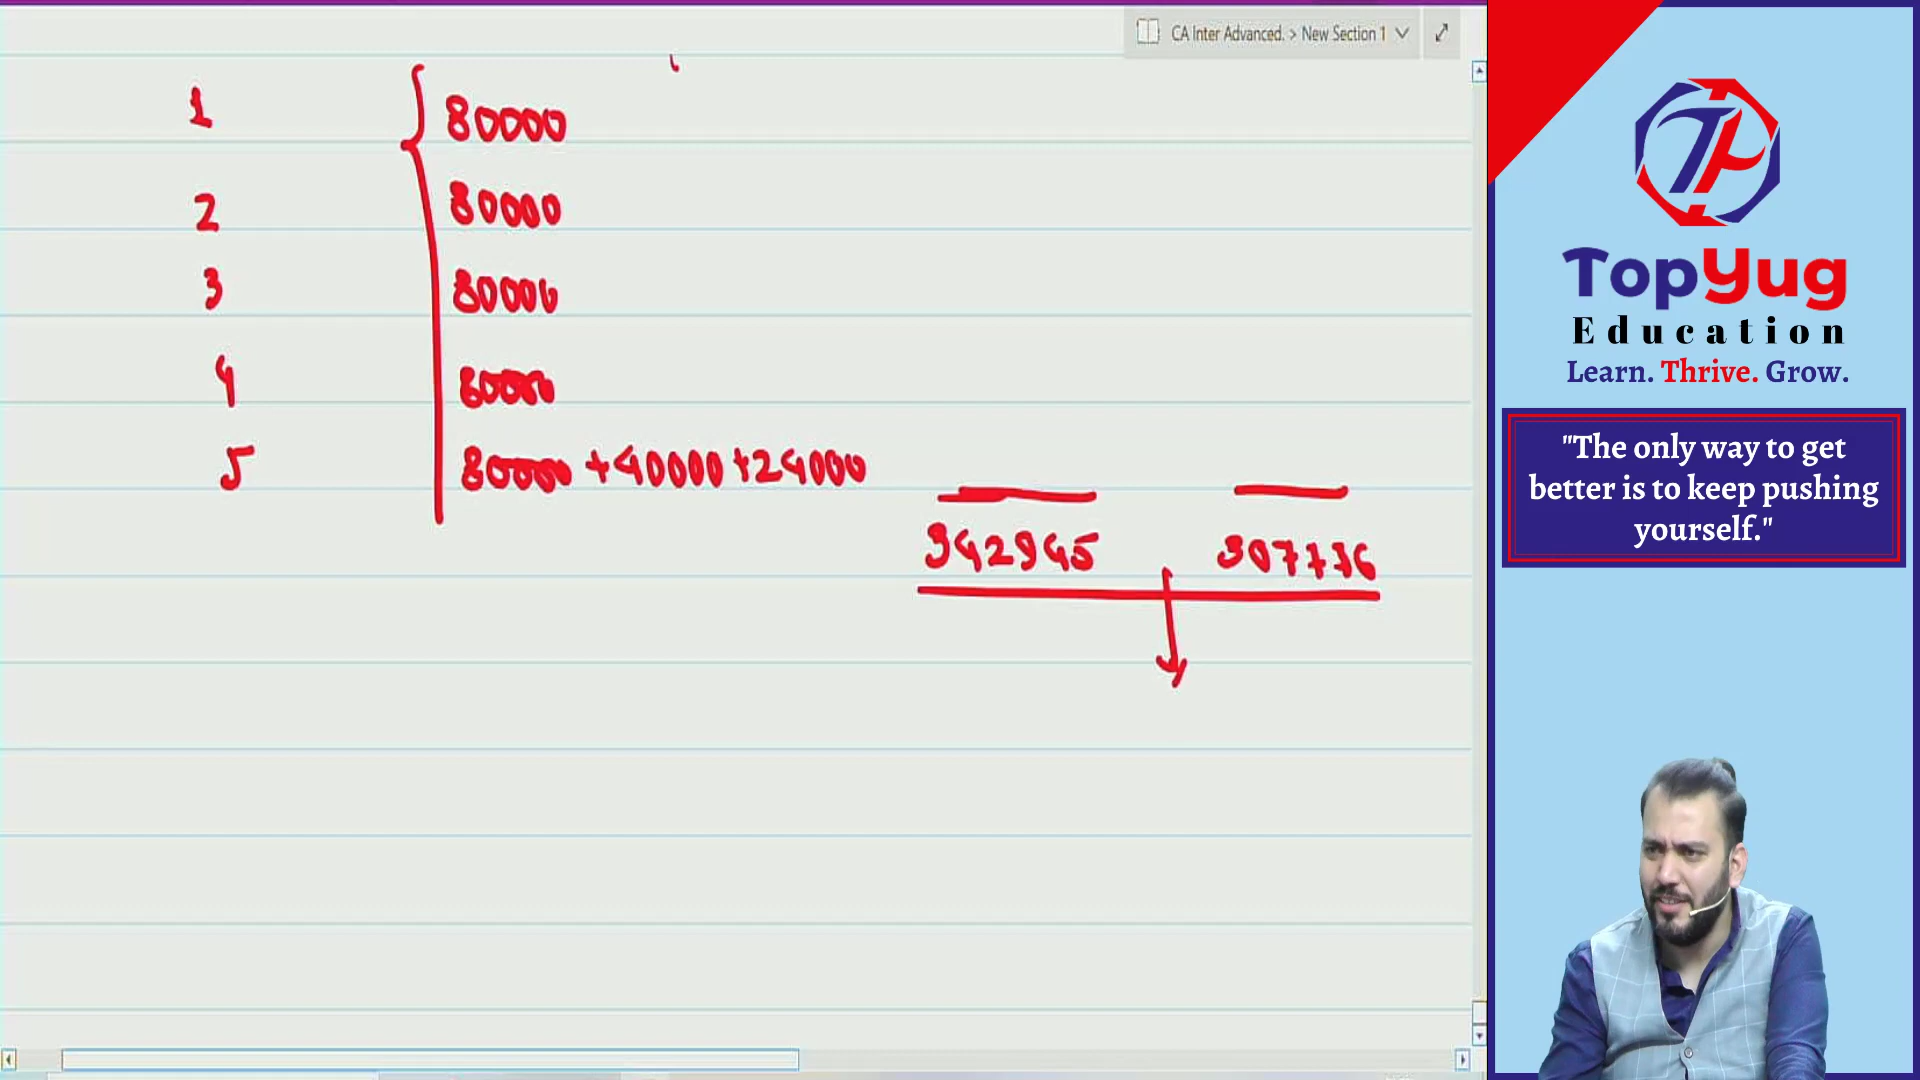 CA Inter Advanced. > New Section 1
1 80000
2 80000
3 80000
4 80000
5 80000 + 40000 + 24000
342945 307776
TopYug
Education
Learn. Thrive. Grow.
"The only way to get
better is to keep pushing
yourself."